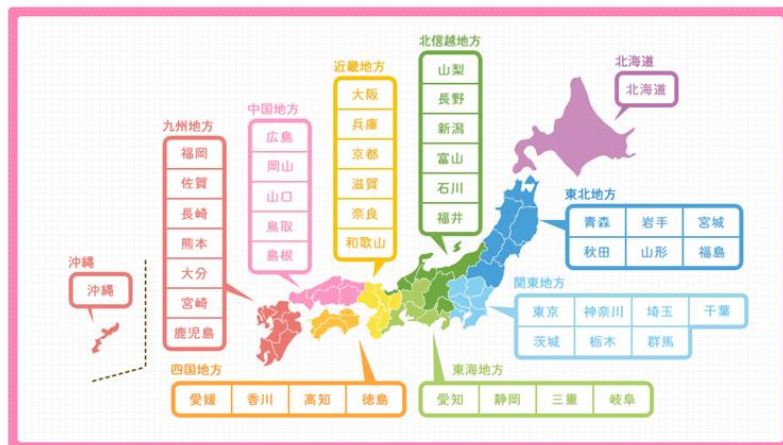 北信越地方
山梨
長野
新潟
富山
石川
福井
北海道
北海道
近畿地方
大阪
兵庫
京都
滋賀
奈良
和歌山
中国地方
広島
岡山
山口
鳥取
島根
九州地方
福岡
佐賀
長崎
熊本
大分
宮崎
鹿児島
沖縄
沖縄
東北地方
青森 岩手 宮城
秋田 山形 福島
関東地方
東京 神奈川 埼玉 千葉
茨城 栃木 群馬
四国地方
愛媛 香川 高知 徳島
東海地方
愛知 静岡 三重 岐阜